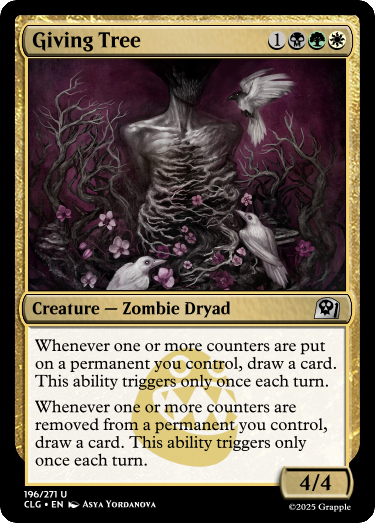 Giving Tree
1
Creature — Zombie Dryad
Whenever one or more counters are put
on a permanent you control, draw a card.
This ability triggers only once each turn.
Whenever one or more counters are
removed from a permanent you control,
draw a card. This ability triggers only
once each turn.
4/4
196/271 U
CLG • EN Asya Yordanova
©2025 Grapple